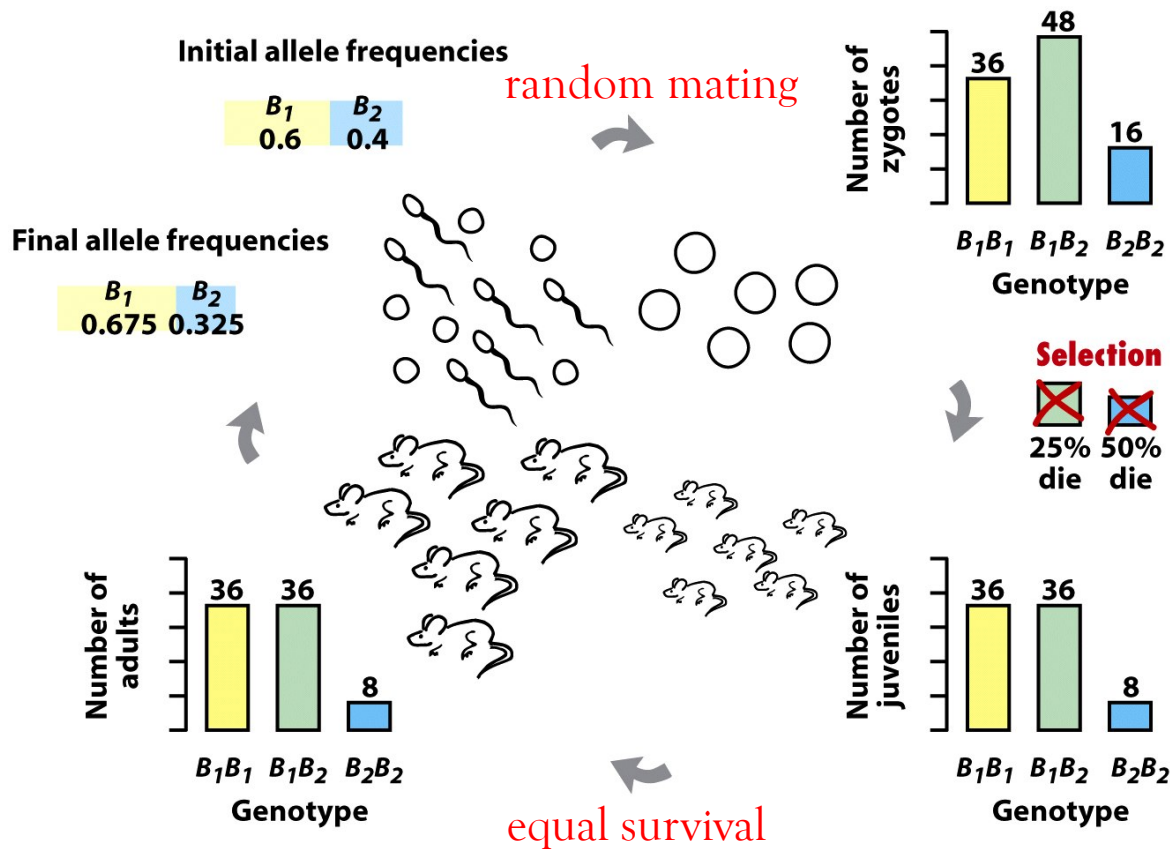 Initial allele frequencies
B1 B2
0.6 0.4
random mating
Number of
zygotes
36 48 16
B1B1 B1B2 B2B2
Genotype
Selection
25% 50%
die die
Number of
juveniles
36 36 8
B1B1 B1B2 B2B2
Genotype
equal survival
Number of
adults
36 36 8
B1B1 B1B2 B2B2
Genotype
Final allele frequencies
B1 B2
0.675 0.325